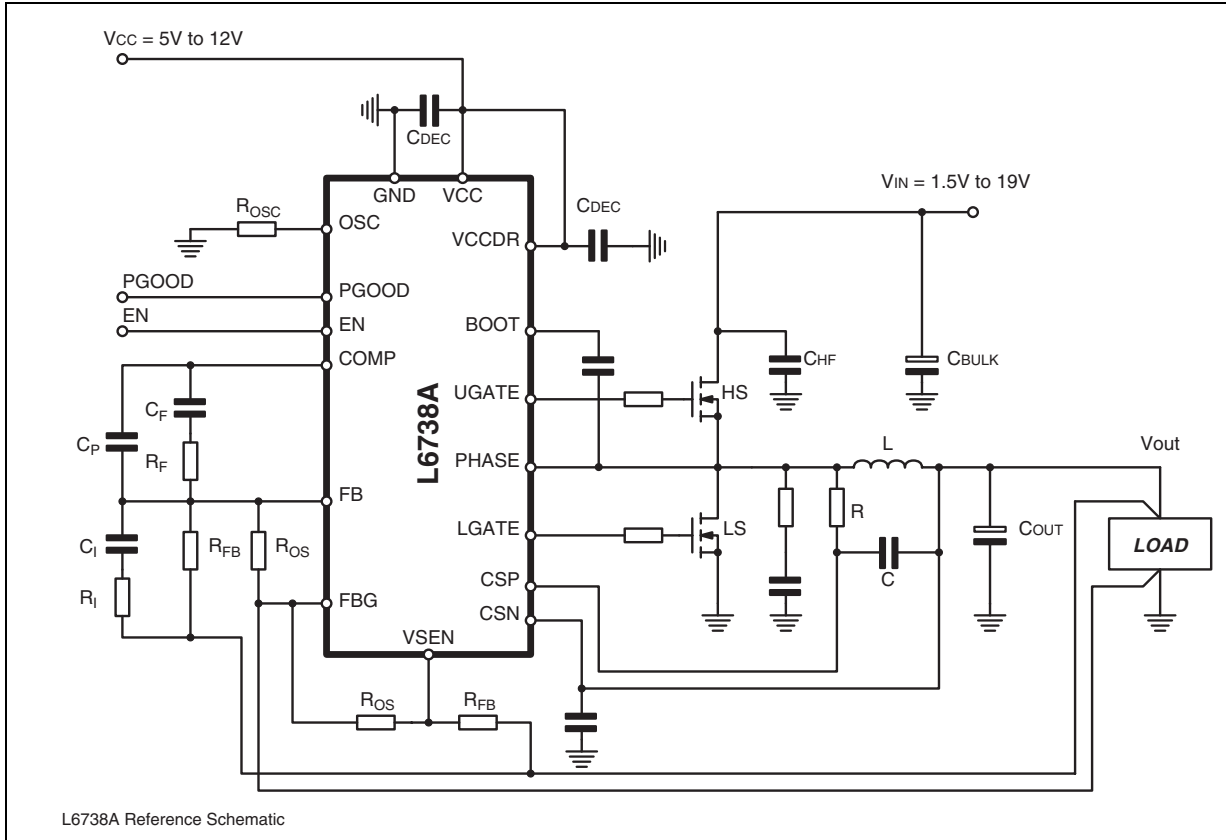 VCC = 5V to 12V
CDEC
GND
VCC
VIN = 1.5V to 19V
ROSC
OSC
CDEC
VCCDR
PGOOD
PGOOD
EN
EN
BOOT
COMP
CHF
CBULK
L6738A
UGATE
HS
CF
CP
RF
PHASE
L
Vout
FB
R
LGATE
LS
COUT
LOAD
CI
RFB
ROS
C
CSP
RI
FBG
CSN
VSEN
ROS
RFB
L6738A Reference Schematic